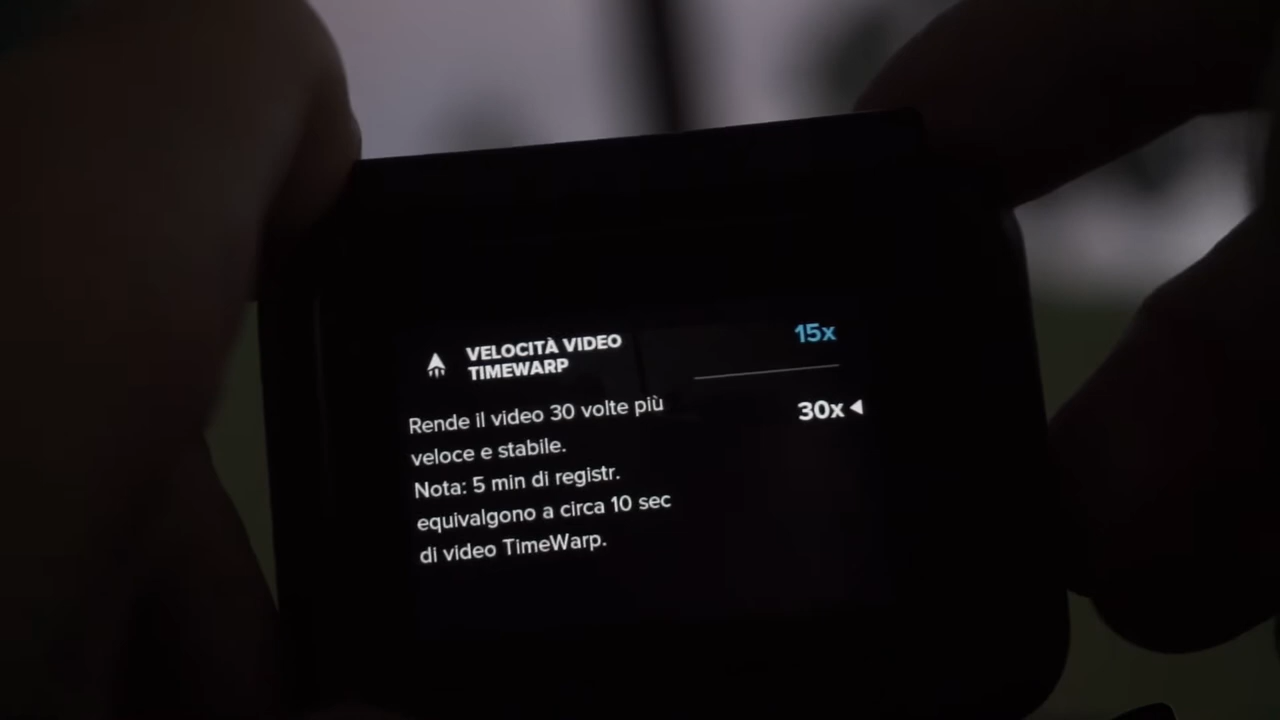 VELOCITÀ VIDEO
TIMEWARP
Rende il video 30 volte più
veloce e stabile.
Nota: 5 min di registr.
equivalgono a circa 10 sec
di video TimeWarp.
15x
30x